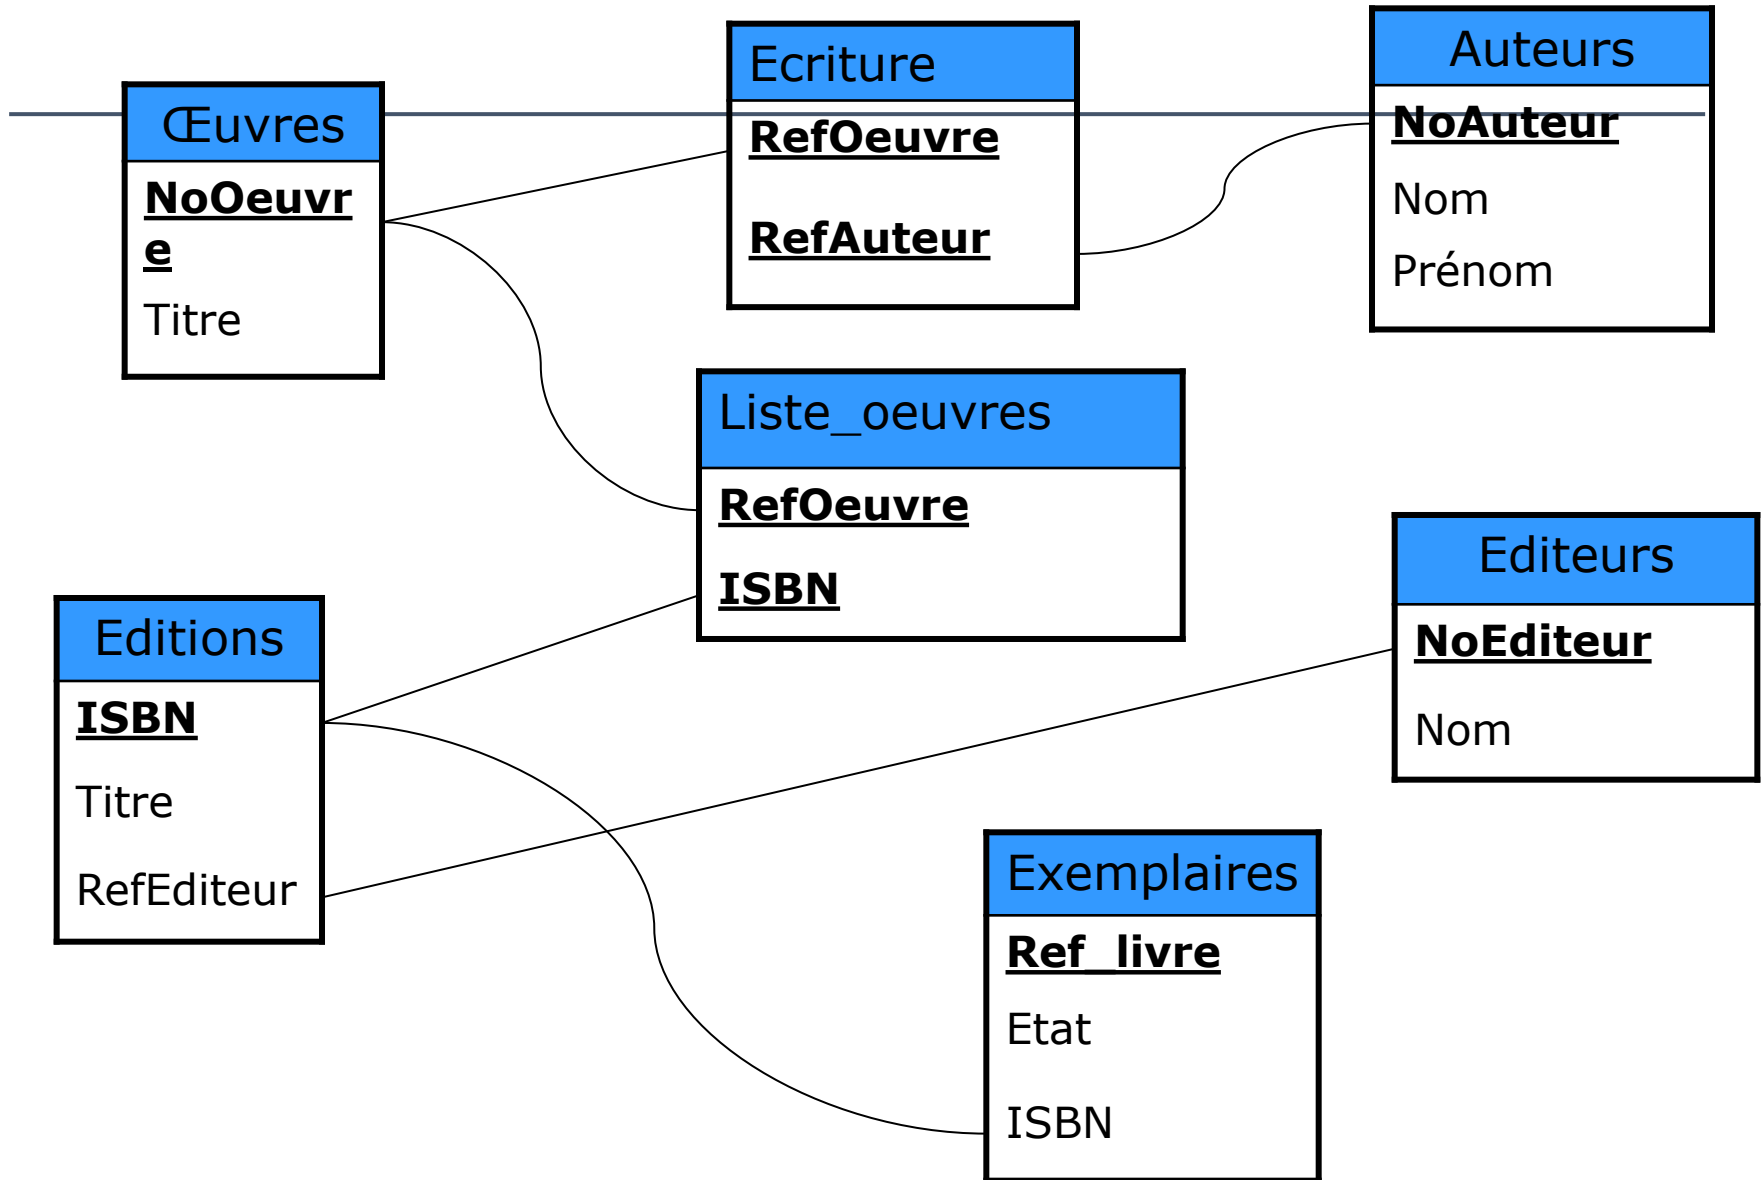 Œuvres
NoOeuvr
e
Titre
Ecriture
RefOeuvre
RefAuteur
Auteurs
NoAuteur
Nom
Prénom
Liste_oeuvres
RefOeuvre
ISBN
Editeurs
NoEditeur
Nom
Editions
ISBN
Titre
RefEditeur
Exemplaires
Ref_livre
Etat
ISBN